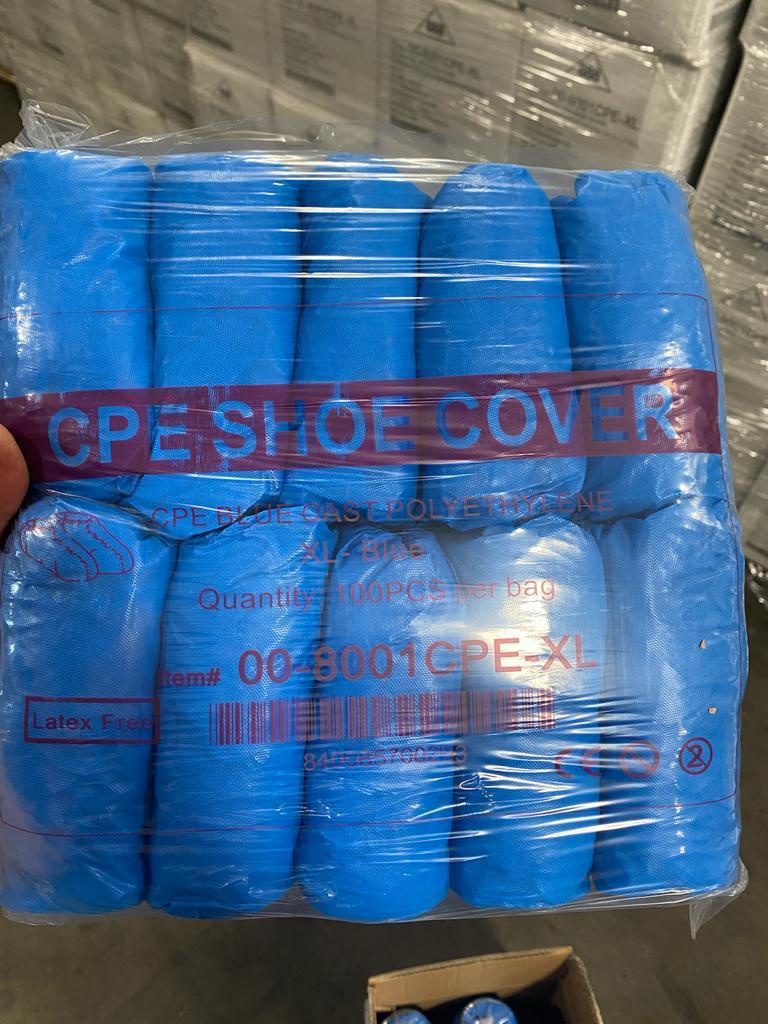 CPE SHOE COVER
CPE BLUE CAST POLYETHYLENE
XL- Blue
Quantity: 100PCS per bag
Item# 00-8001CPE-XL
Latex Free
CE